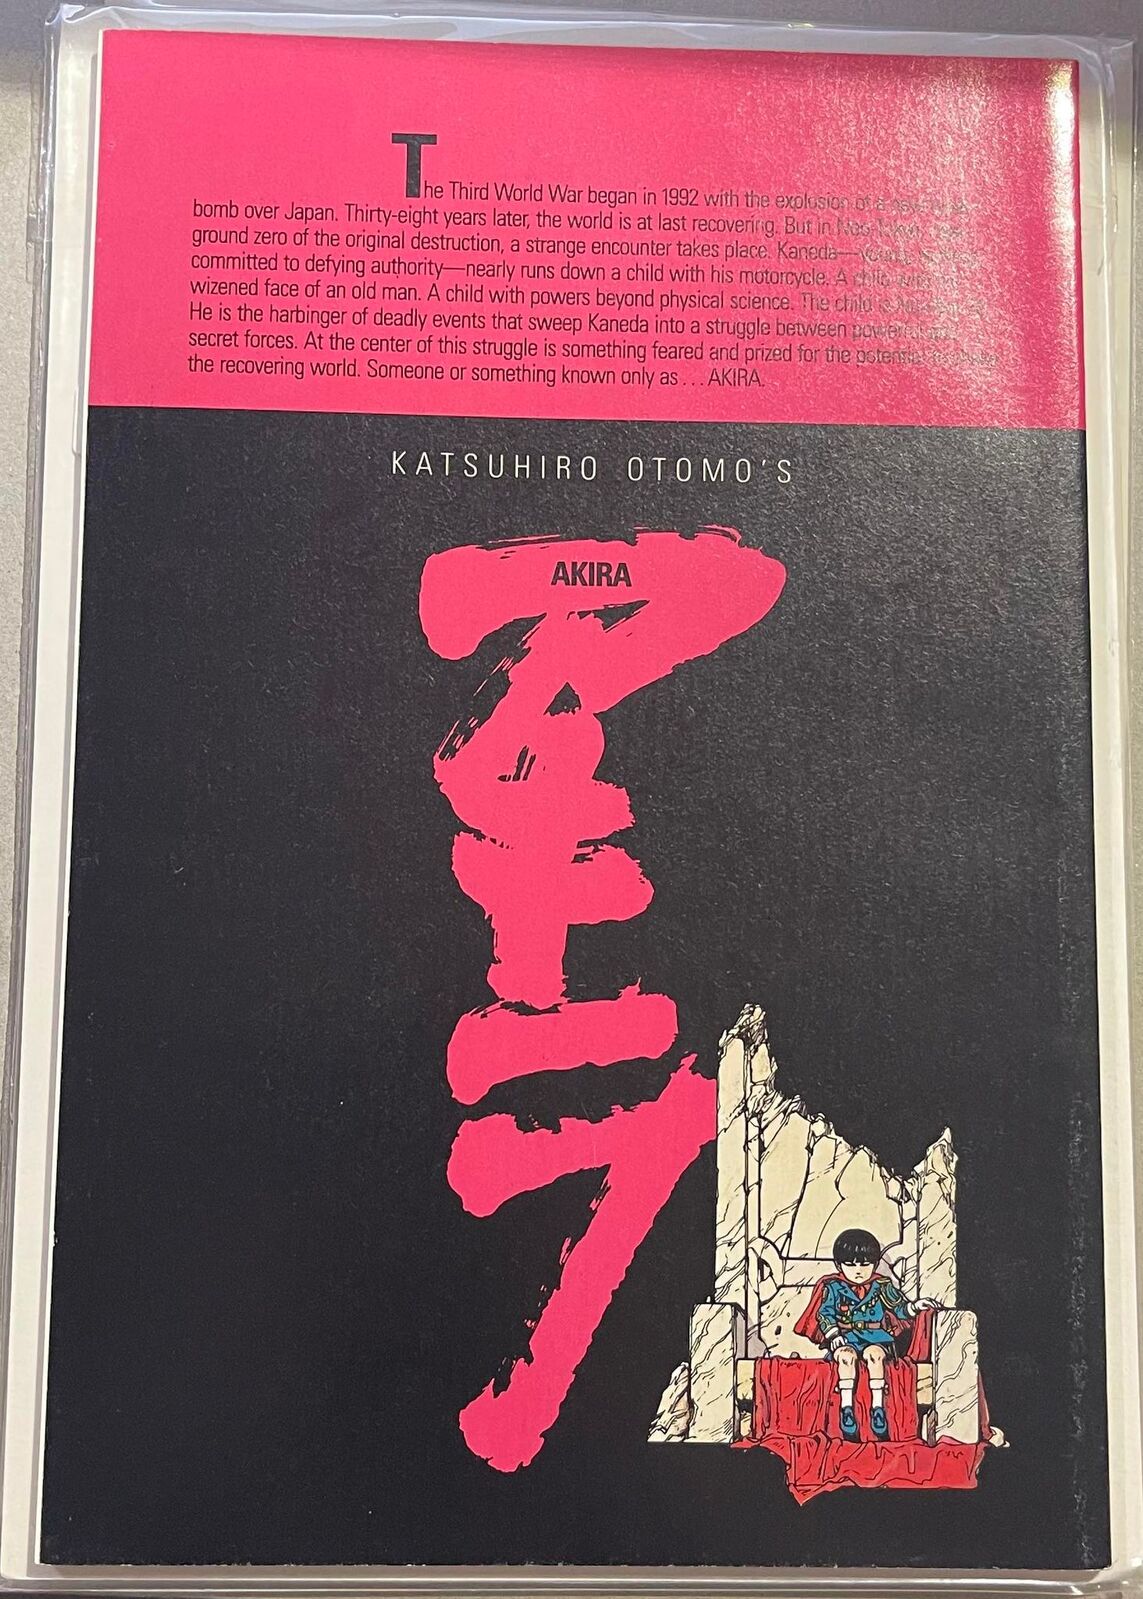 The Third World War began in 1992 with the explosion of a
bomb over Japan. Thirty-eight years later, the world is at last recovering. But in Neo-Tokyo,
ground zero of the original destruction, a strange encounter takes place. Kaneda—
committed to defying authority—nearly runs down a child with his motorcycle. A child with
wizened face of an old man. A child with powers beyond physical science. The child is
He is the harbinger of deadly events that sweep Kaneda into a struggle between
secret forces. At the center of this struggle is something feared and prized for the potential
the recovering world. Someone or something known only as ... AKIRA.
KATSUHIRO OTOMO'S
AKIRA
アキラ